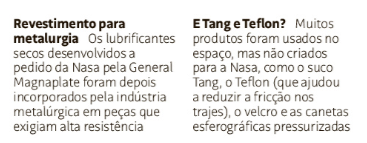 Revestimento para
metalurgia Os lubrificantes
secos desenvolvidos a
pedido da Nasa pela General
Magnaplate foram depois
incorporados pela indústria
metalúrgica em peças que
exigiam alta resistência
E Tang e Teflon? Muitos
produtos foram usados no
espaço, mas não criados
para a Nasa, como o suco
Tang, o Teflon (que ajudou
a reduzir a fricção nos
trajes), o velcro e as canetas
esferográficas pressurizadas